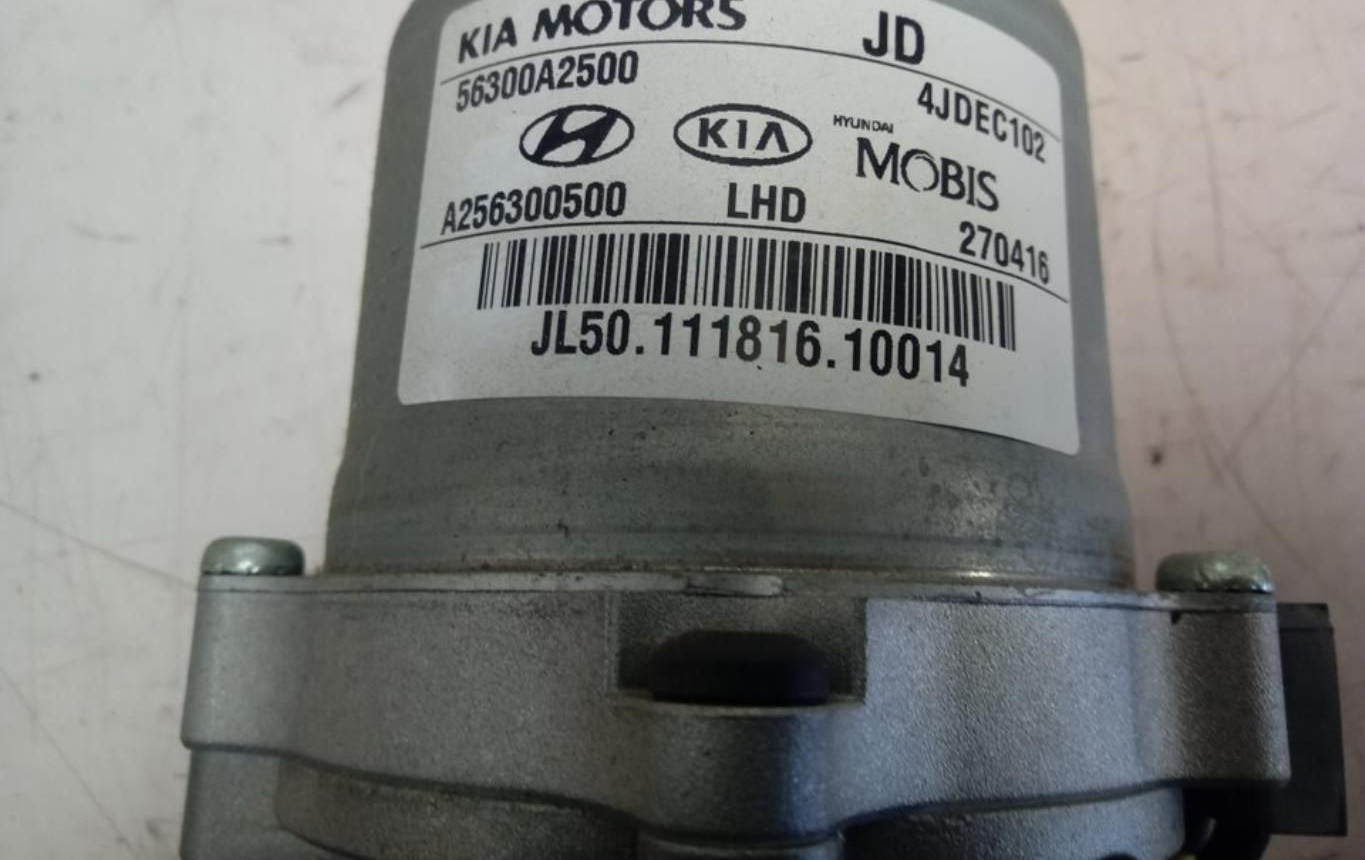 KIA MOTORS JD
56300A2500 4JDEC102
KIA HYUNDAI MOBIS
A256300500 LHD 270416
JL50.111816.10014